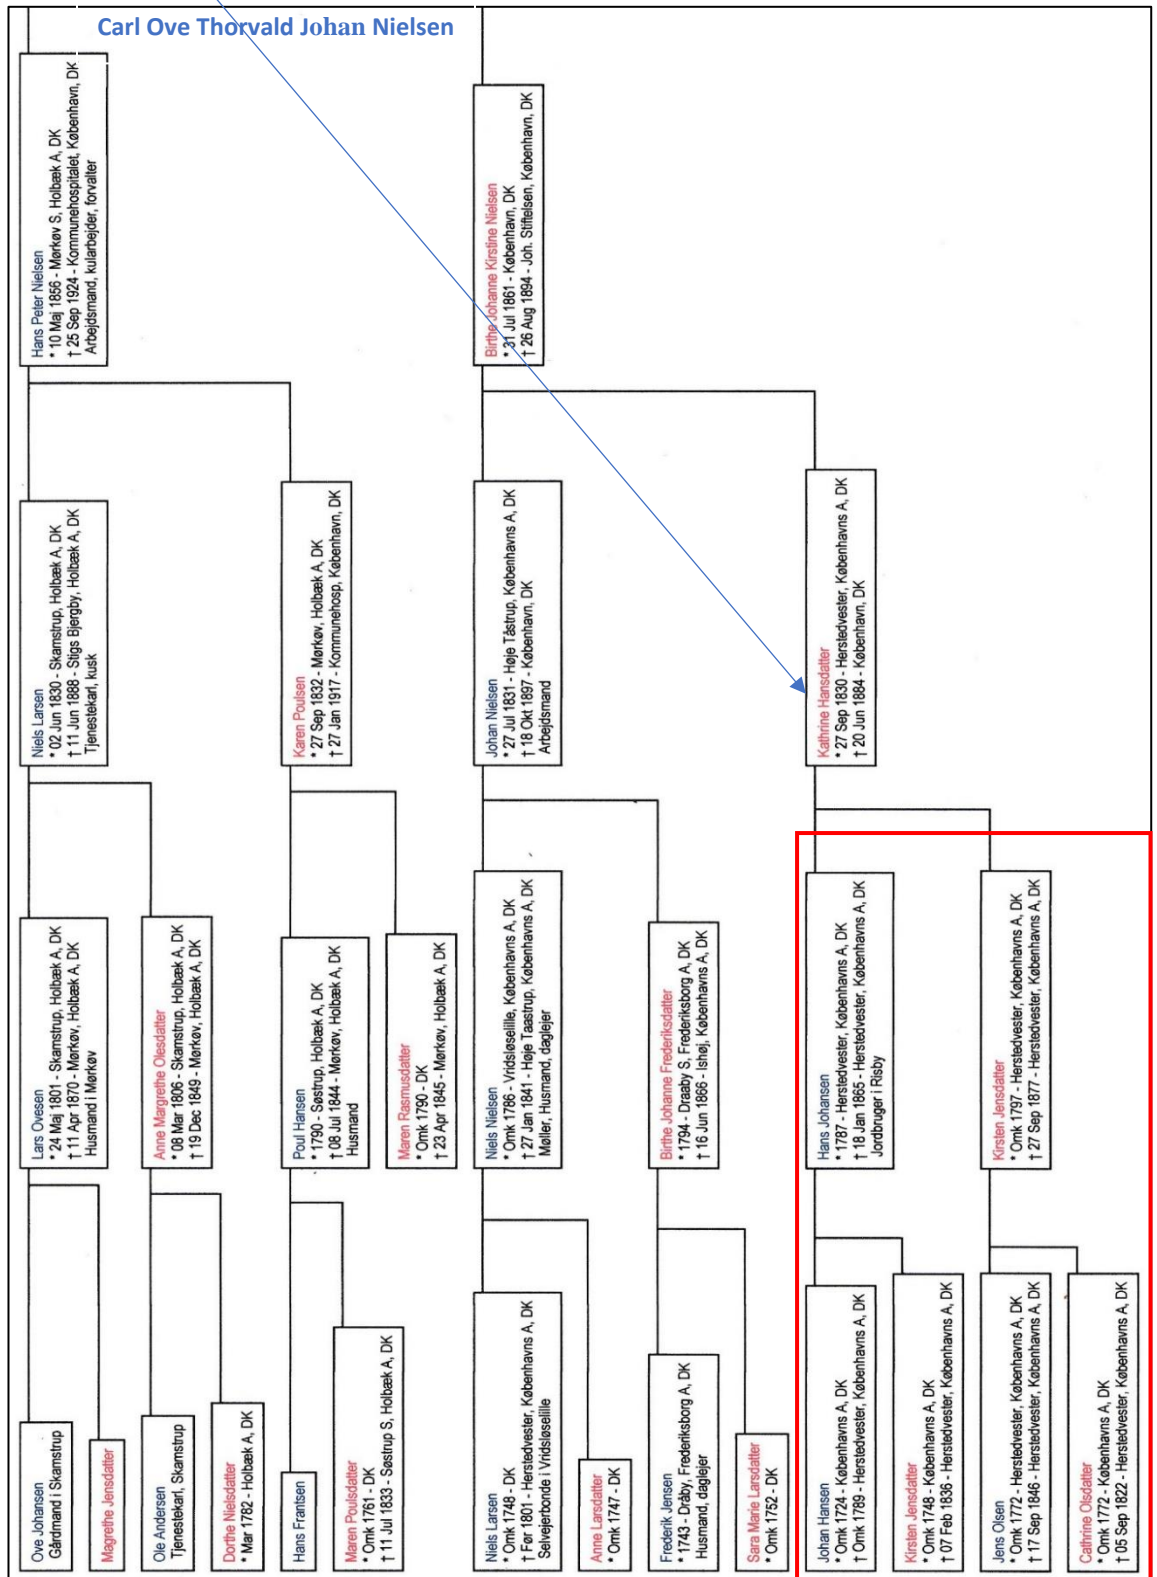 Carl Ove Thorvald Johan Nielsen
Hans Peter Nielsen
* 10 Maj 1856 - Mørkøv S, Holbæk A, DK
† 25 Sep 1924 - Kommunehospitalet, København, DK
Arbejdsmand, kularbejder, forvalter
Birthe Johanne Kirstine Nielsen
* 31 Jul 1861 - København, DK
† 26 Aug 1894 - Joh. Stiftelsen, København, DK
Niels Larsen
* 02 Jun 1830 - Skamstrup, Holbæk A, DK
† 11 Jun 1888 - Stigs Bjergby, Holbæk A, DK
Tjenestekarl, kusk
Karen Poulsen
* 27 Sep 1832 - Mørkøv, Holbæk A, DK
† 27 Jan 1917 - Kommunehosp, København, DK
Johan Nielsen
* 27 Jul 1831 - Høje Tåstrup, Københavns A, DK
† 18 Okt 1897 - København, DK
Arbejdsmand
Kathrine Hansdatter
* 27 Sep 1830 - Herstedvester, Københavns A, DK
† 20 Jun 1884 - København, DK
Lars Ovesen
* 24 Maj 1801 - Skamstrup, Holbæk A, DK
† 11 Apr 1870 - Mørkøv, Holbæk A, DK
Husmand i Mørkøv
Anne Margrethe Olesdatter
* 08 Mar 1806 - Skamstrup, Holbæk A, DK
† 19 Dec 1849 - Mørkøv, Holbæk A, DK
Poul Hansen
* 1790 - Søstrup, Holbæk A, DK
† 08 Jul 1844 - Mørkøv, Holbæk A, DK
Husmand
Maren Rasmusdatter
* Omk 1790 - DK
† 23 Apr 1845 - Mørkøv, Holbæk A, DK
Niels Nielsen
* Omk 1786 - Vridsløselille, Københavns A, DK
† 27 Jan 1841 - Høje Taastrup, Københavns A, DK
Møller, Husmand, daglejer
Birthe Johanne Frederiksdatter
* 1794 - Draaby S, Frederiksborg A, DK
† 16 Jun 1866 - Ishøj, Københavns A, DK
Hans Johansen
* 1787 - Herstedvester, Københavns A, DK
† 18 Jan 1865 - Herstedvester, Københavns A, DK
Jordbruger i Risby
Kirsten Jensdatter
* Omk 1797 - Herstedvester, Københavns A, DK
† 27 Sep 1877 - Herstedvester, Københavns A, DK
Ove Johansen
Gårdmand i Skamstrup
Magrethe Jensdatter
Ole Andersen
Tjenestekarl, Skamstrup
Dorthe Nielsdatter
* Mar 1782 - Holbæk A, DK
Hans Frantsen
Maren Poulsdatter
* Omk 1761 - DK
† 11 Jul 1833 - Søstrup S, Holbæk A, DK
Niels Larsen
* Omk 1748 - DK
† Før 1801 - Herstedvester, Københavns A, DK
Selvejerbonde i Vridsløselille
Anne Larsdatter
* Omk 1747 - DK
Frederik Jensen
* 1743 - Dråby, Frederiksborg A, DK
Husmand, daglejer
Sara Marie Larsdatter
* Omk 1752 - DK
Johan Hansen
* Omk 1724 - Københavns A, DK
† Omk 1789 - Herstedvester, Københavns A, DK
Kirsten Jensdatter
* Omk 1748 - Københavns A, DK
† 07 Feb 1836 - Herstedvester, Københavns A, DK
Jens Olsen
* Omk 1772 - Herstedvester, Københavns A, DK
† 17 Sep 1846 - Herstedvester, Københavns A, DK
Cathrine Olsdatter
* Omk 1772 - Københavns A, DK
† 05 Sep 1822 - Herstedvester, Københavns A, DK